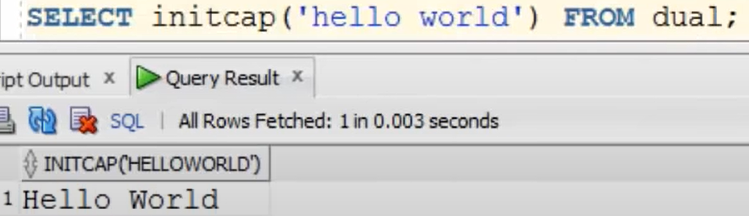 SELECT initcap('hello world') FROM dual;
ript Output x Query Result x
SQL | All Rows Fetched: 1 in 0.003 seconds
INITCAP('HELLOWORLD')
1 Hello World